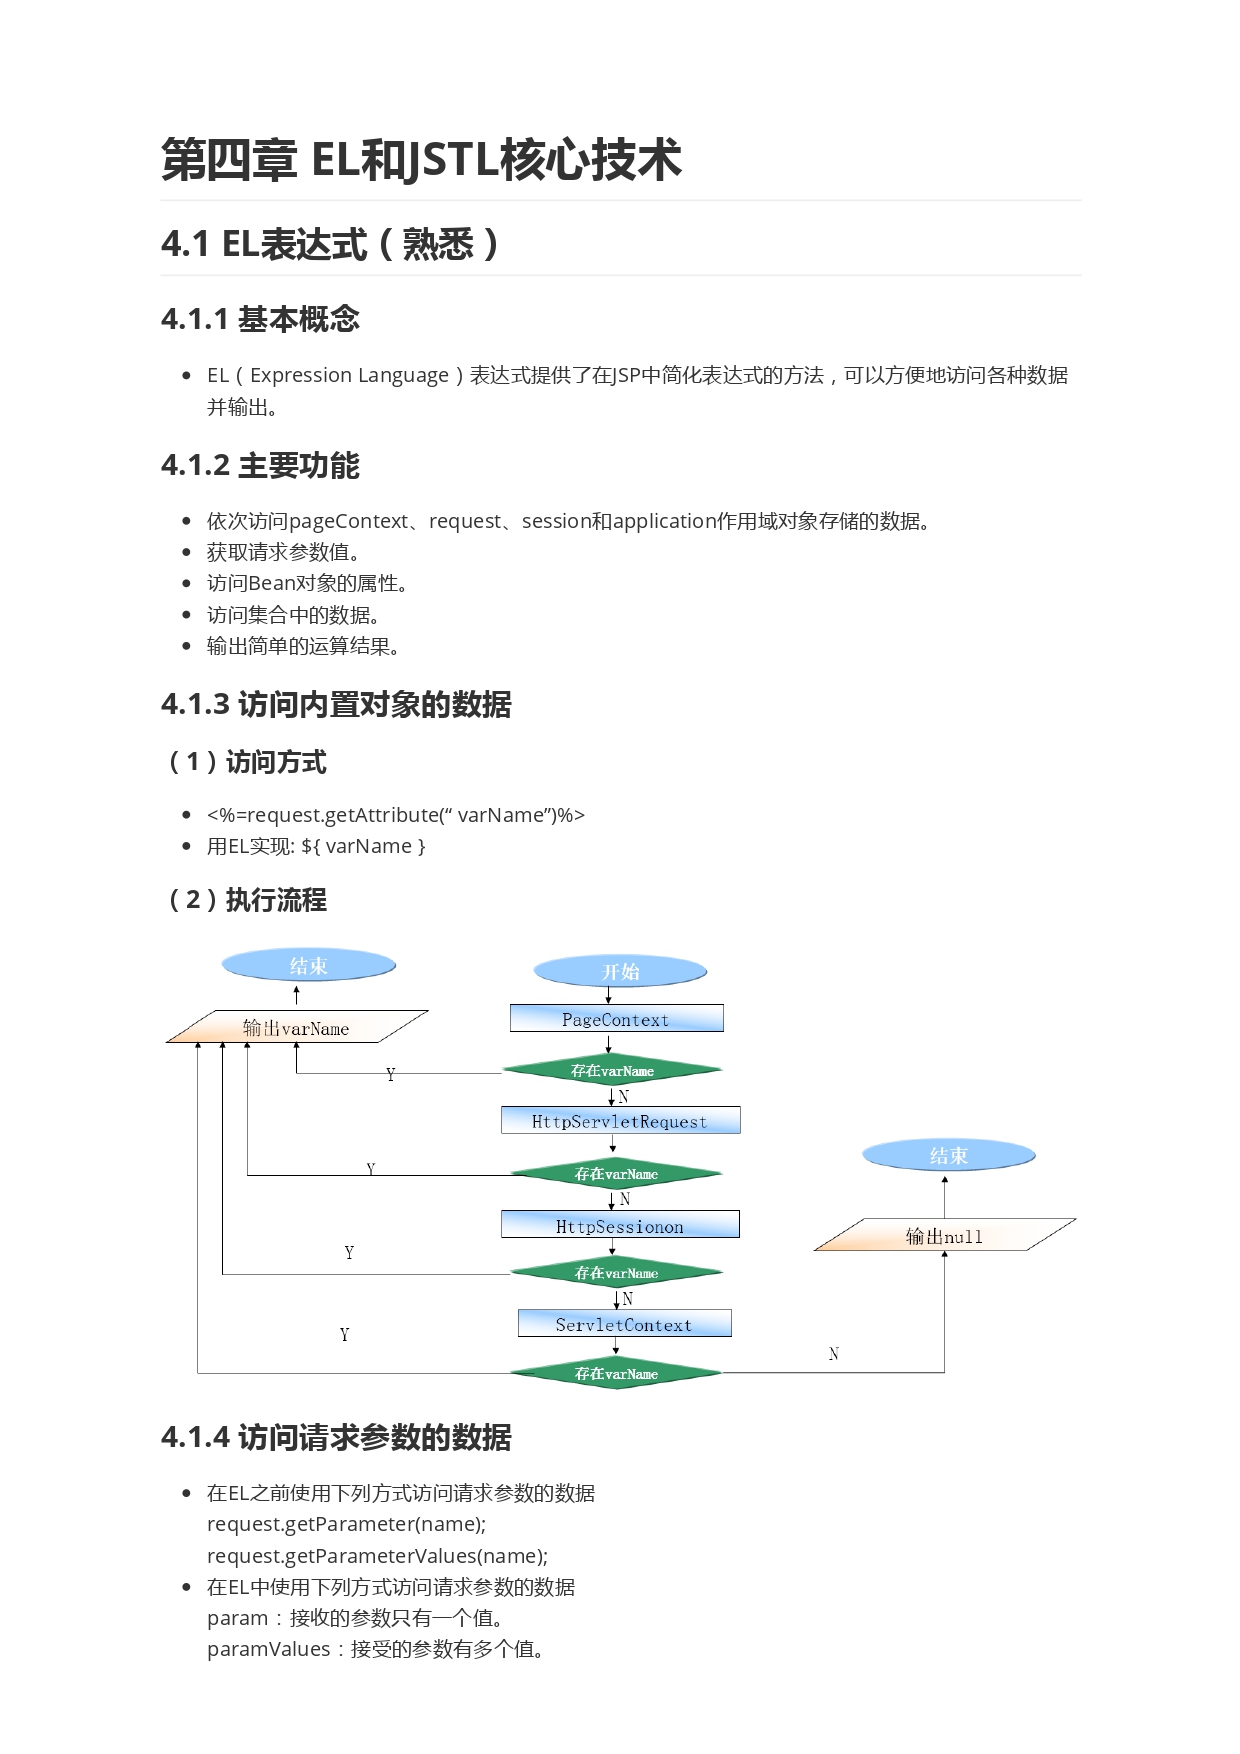 第四章 EL和JSTL核心技术
4.1 EL表达式（熟悉）
4.1.1 基本概念
EL（Expression Language）表达式提供了在JSP中简化表达式的方法，可以方便地访问各种数据
并输出。
4.1.2 主要功能
依次访问pageContext、request、session和application作用域对象存储的数据。
获取请求参数值。
访问Bean对象的属性。
访问集合中的数据。
输出简单的运算结果。
4.1.3 访问内置对象的数据
（1）访问方式
<%=request.getAttribute(“ varName”)%>
用EL实现: ${ varName }
（2）执行流程
结束
开始
输出varName
PageContext
存在varName
Y
N
HttpServletRequest
存在varName
Y
N
结束
HttpSessionon
输出null
存在varName
Y
N
ServletContext
Y
N
存在varName
4.1.4 访问请求参数的数据
在EL之前使用下列方式访问请求参数的数据
request.getParameter(name);
request.getParameterValues(name);
在EL中使用下列方式访问请求参数的数据
param：接收的参数只有一个值。
paramValues：接受的参数有多个值。